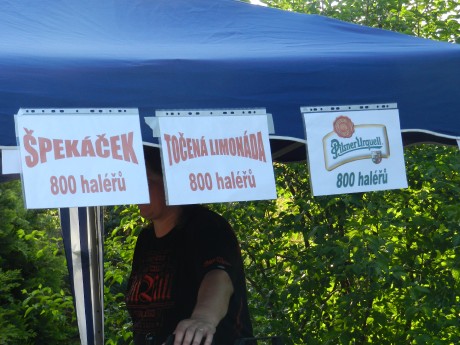 ŠPEKÁČEK
800 haléřů
TOČENÁ LIMONÁDA
800 haléřů
Pilsner Urquell
800 haléřů